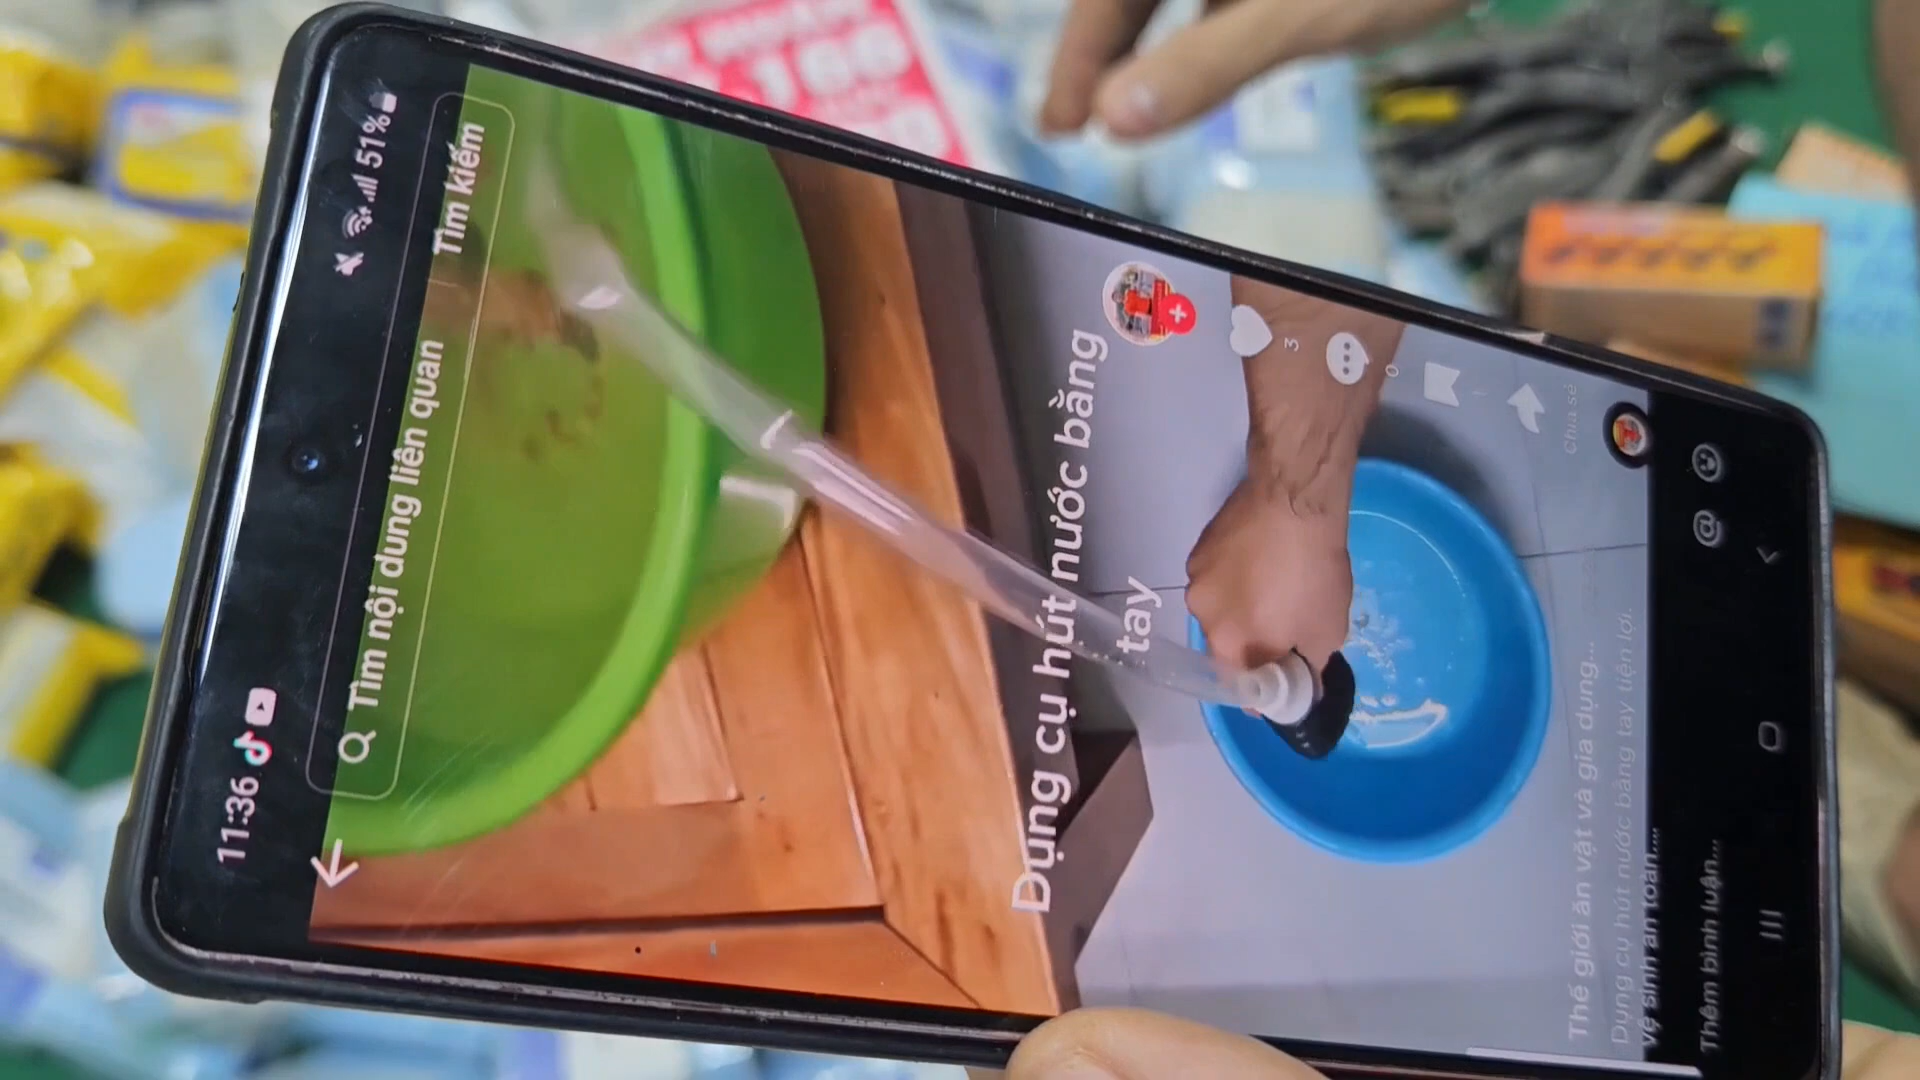 11:36
51%
Tìm nội dung liên quan
Tìm kiếm
Dụng cụ hút nước bằng
tay
3
0
Chia sẻ
Thế giới ăn vặt và gia dụng...
Dụng cụ hút nước bằng tay tiện lợi.
vệ sinh an toàn....
Thêm bình luận...